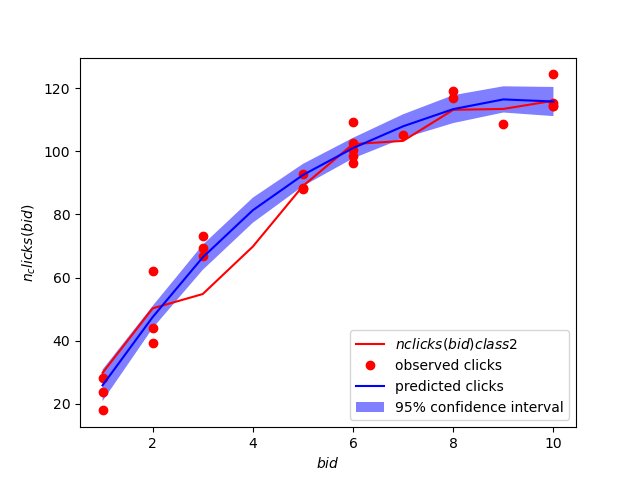 120
100
80
60
40
20
n_clicks(bid)
2
4
6
8
10
bid
nclicks(bid)class2
observed clicks
predicted clicks
95% confidence interval